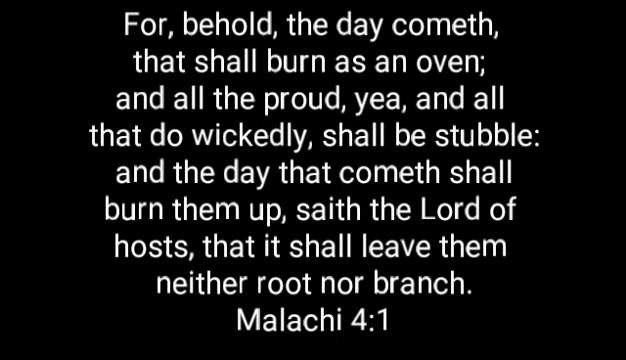 For, behold, the day cometh,
that shall burn as an oven;
and all the proud, yea, and all
that do wickedly, shall be stubble:
and the day that cometh shall
burn them up, saith the Lord of
hosts, that it shall leave them
neither root nor branch.
Malachi 4:1